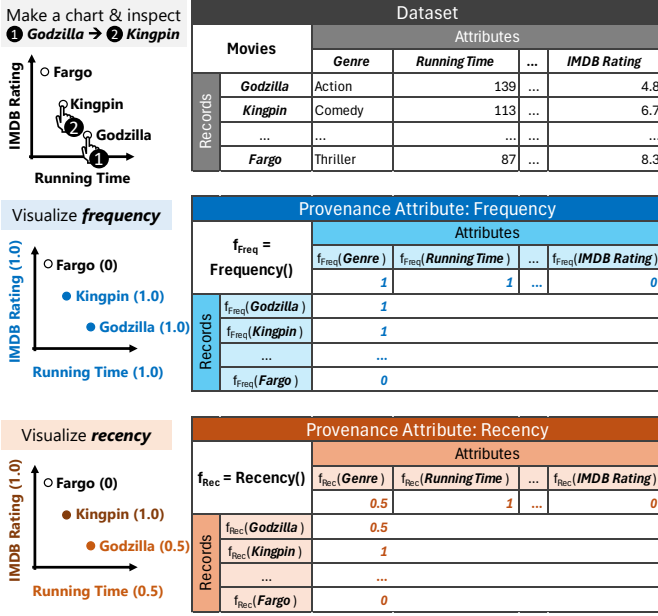 Make a chart & inspect
1 Godzilla → 2 Kingpin
IMDB Rating
Fargo
Kingpin
2
Godzilla
1
Running Time
Dataset
Movies
Attributes
Genre Running Time ... IMDB Rating
Records
Godzilla Action 139 ... 4.8
Kingpin Comedy 113 ... 6.7
... ... ... ... ...
Fargo Thriller 87 ... 8.3
Visualize frequency
IMDB Rating (1.0)
Fargo (0)
Kingpin (1.0)
Godzilla (1.0)
Running Time (1.0)
Provenance Attribute: Frequency
fFreq =
Frequency()
Attributes
fFreq(Genre ) fFreq(Running Time ) ... fFreq(IMDB Rating)
1 1 ... 0
Records
fFreq(Godzilla ) 1
fFreq(Kingpin ) 1
... ...
fFreq(Fargo ) 0
Visualize recency
IMDB Rating (1.0)
Fargo (0)
Kingpin (1.0)
Godzilla (0.5)
Running Time (0.5)
Provenance Attribute: Recency
fRec = Recency()
Attributes
fRec(Genre ) fRec(Running Time ) ... fRec(IMDB Rating )
0.5 1 ... 0
Records
fRec(Godzilla ) 0.5
fRec(Kingpin ) 1
... ...
fRec(Fargo ) 0